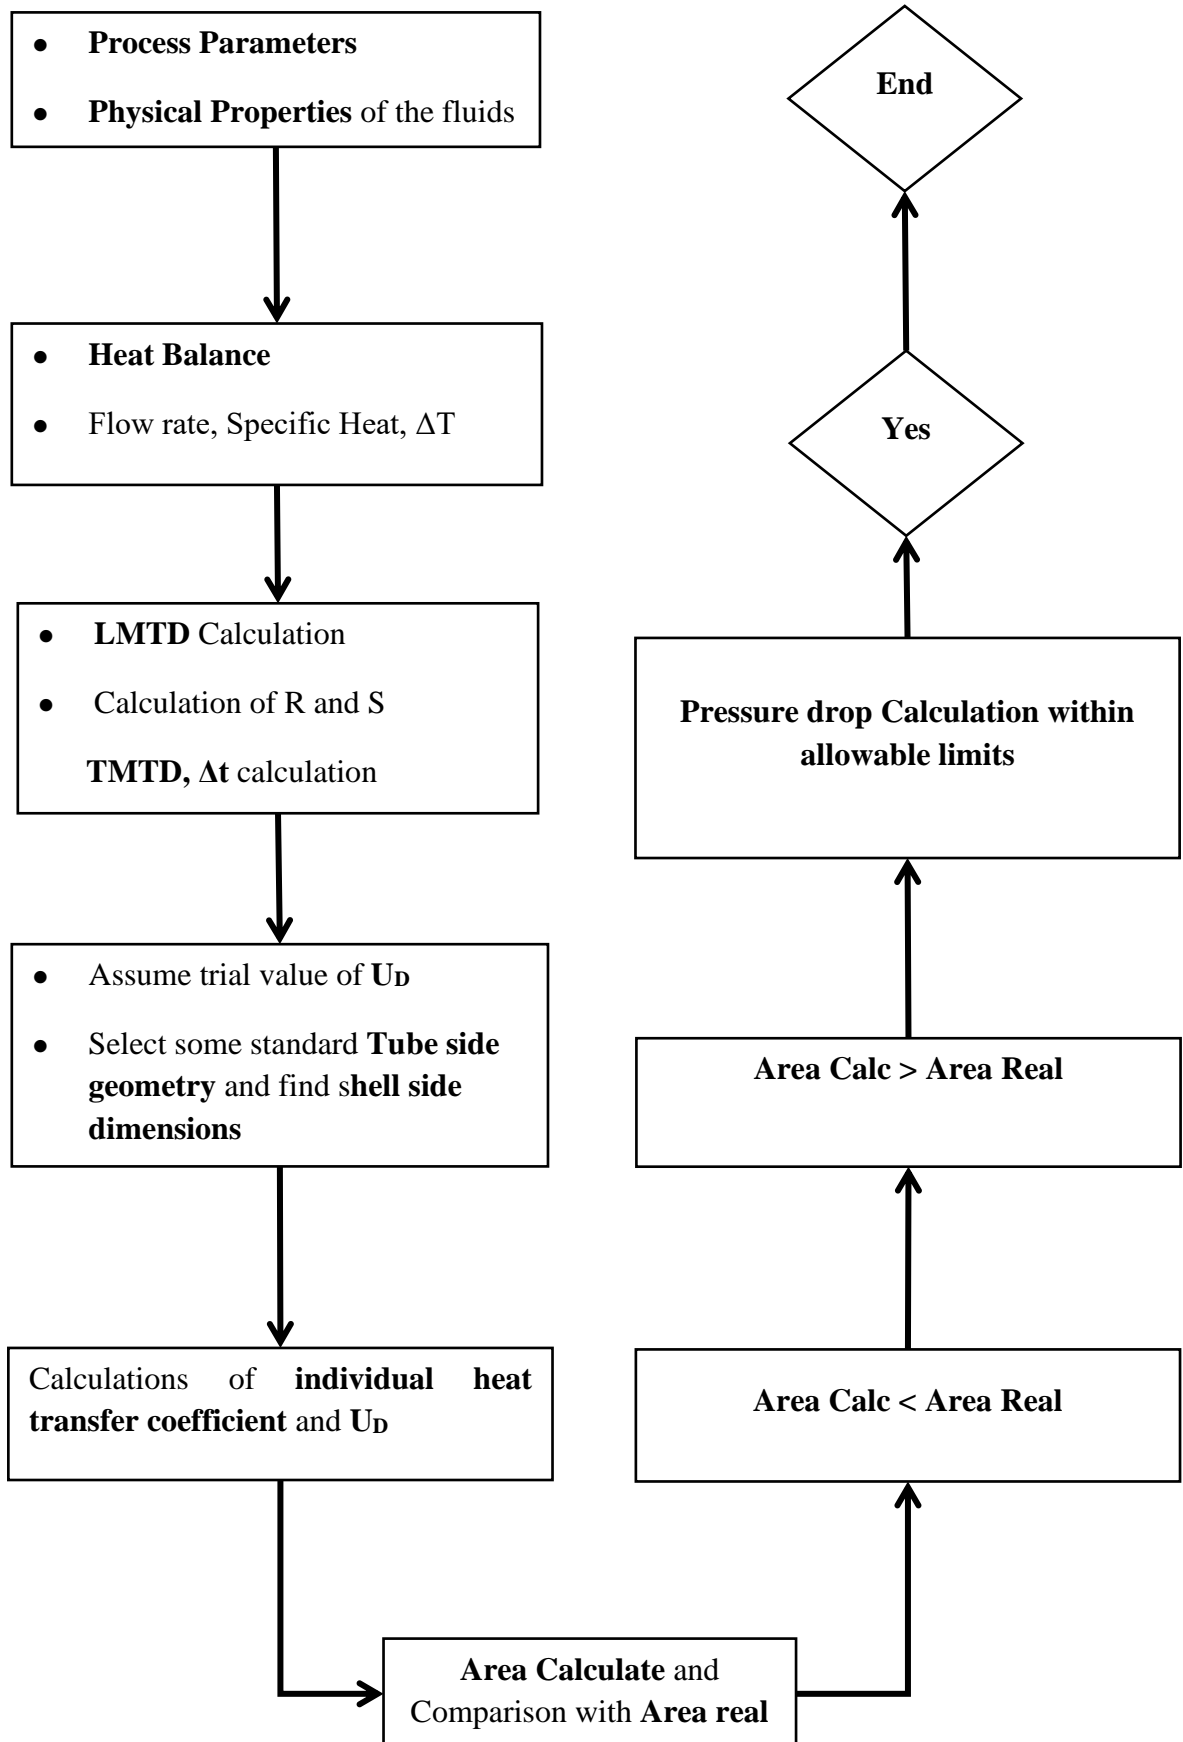 ● Process Parameters
● Physical Properties of the fluids
● Heat Balance
● Flow rate, Specific Heat, ΔT
● LMTD Calculation
● Calculation of R and S
TMTD, Δt calculation
● Assume trial value of UD
● Select some standard Tube side
geometry and find shell side
dimensions
Calculations of individual heat
transfer coefficient and UD
Area Calculate and
Comparison with Area real
Area Calc < Area Real
Area Calc > Area Real
Pressure drop Calculation within
allowable limits
Yes
End